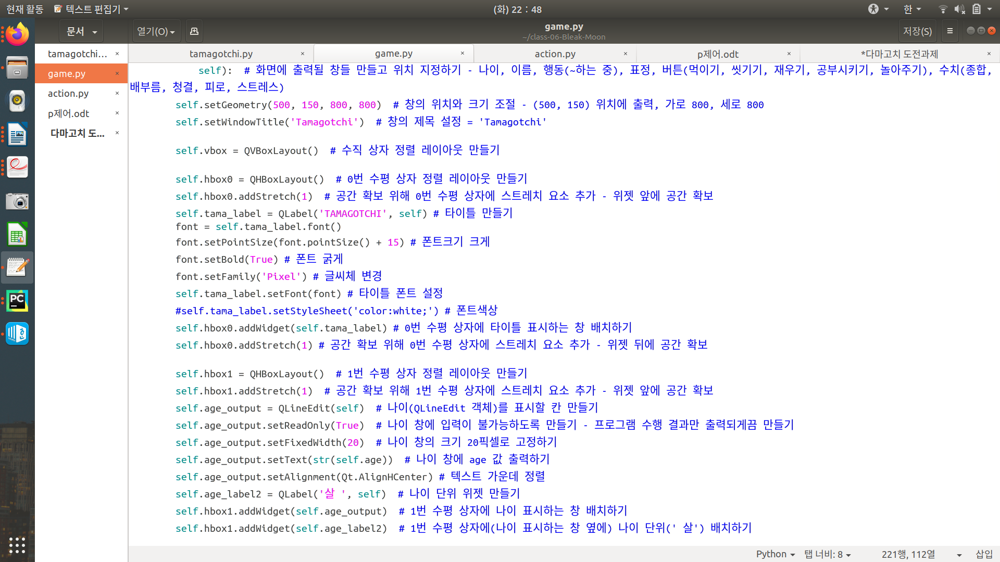 현재 활동 텍스트 편집기 (화) 22 : 48 한
문서 열기(O) game.py 저장(S)
~/class-06-Bleak-Moon
tamagotchi... × tamagotchi.py × game.py × action.py × p제어.odt × *다마고치 도전과제 ×
game.py ×
action.py ×
p제어.odt ×
다마고치 도... ×
self):  # 화면에 출력될 창들 만들고 위치 지정하기 - 나이, 이름, 행동(~하는 중), 표정, 버튼(먹이기, 씻기기, 재우기, 공부시키기, 놀아주기), 수치(종합,
배부름, 청결, 피로, 스트레스)
self.setGeometry(500, 150, 800, 800)  # 창의 위치와 크기 조절 - (500, 150) 위치에 출력, 가로 800, 세로 800
self.setWindowTitle('Tamagotchi')  # 창의 제목 설정 = 'Tamagotchi'
self.vbox = QVBoxLayout()  # 수직 상자 정렬 레이아웃 만들기
self.hbox0 = QHBoxLayout()  # 0번 수평 상자 정렬 레이아웃 만들기
self.hbox0.addStretch(1)  # 공간 확보 위해 0번 수평 상자에 스트레치 요소 추가 - 위젯 앞에 공간 확보
self.tama_label = QLabel('TAMAGOTCHI', self) # 타이틀 만들기
font = self.tama_label.font()
font.setPointSize(font.pointSize() + 15) # 폰트크기 크게
font.setBold(True) # 폰트 굵게
font.setFamily('Pixel') # 글씨체 변경
self.tama_label.setFont(font) # 타이틀 폰트 설정
#self.tama_label.setStyleSheet('color:white;') # 폰트색상
self.hbox0.addWidget(self.tama_label) # 0번 수평 상자에 타이틀 표시하는 창 배치하기
self.hbox0.addStretch(1) # 공간 확보 위해 0번 수평 상자에 스트레치 요소 추가 - 위젯 뒤에 공간 확보
self.hbox1 = QHBoxLayout()  # 1번 수평 상자 정렬 레이아웃 만들기
self.hbox1.addStretch(1)  # 공간 확보 위해 1번 수평 상자에 스트레치 요소 추가 - 위젯 앞에 공간 확보
self.age_output = QLineEdit(self)  # 나이(QLineEdit 객체)를 표시할 칸 만들기
self.age_output.setReadOnly(True)  # 나이 창에 입력이 불가능하도록 만들기 - 프로그램 수행 결과만 출력되게끔 만들기
self.age_output.setFixedWidth(20)  # 나이 창의 크기 20픽셀로 고정하기
self.age_output.setText(str(self.age))  # 나이 창에 age 값 출력하기
self.age_output.setAlignment(Qt.AlignHCenter) # 텍스트 가운데 정렬
self.age_label2 = QLabel('살 ', self)  # 나이 단위 위젯 만들기
self.hbox1.addWidget(self.age_output)  # 1번 수평 상자에 나이 표시하는 창 배치하기
self.hbox1.addWidget(self.age_label2)  # 1번 수평 상자에(나이 표시하는 창 옆에) 나이 단위(' 살') 배치하기
PC
Python 탭 너비: 8 221행, 112열 삽입